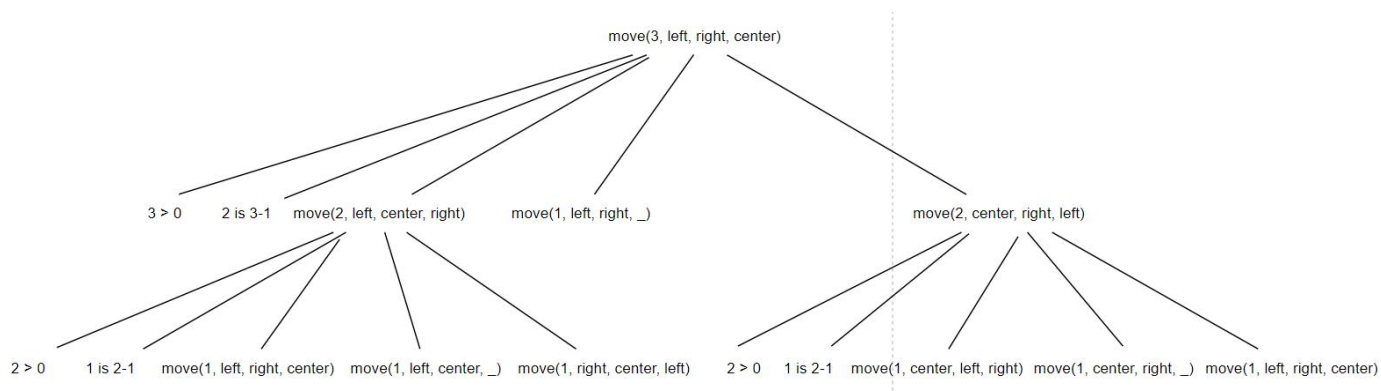 move(3, left, right, center)
3 > 0 2 is 3-1 move(2, left, center, right) move(1, left, right, _) move(2, center, right, left)
2 > 0 1 is 2-1 move(1, left, right, center) move(1, left, center, _) move(1, right, center, left) 2 > 0 1 is 2-1 move(1, center, left, right) move(1, center, right, _) move(1, left, right, center)